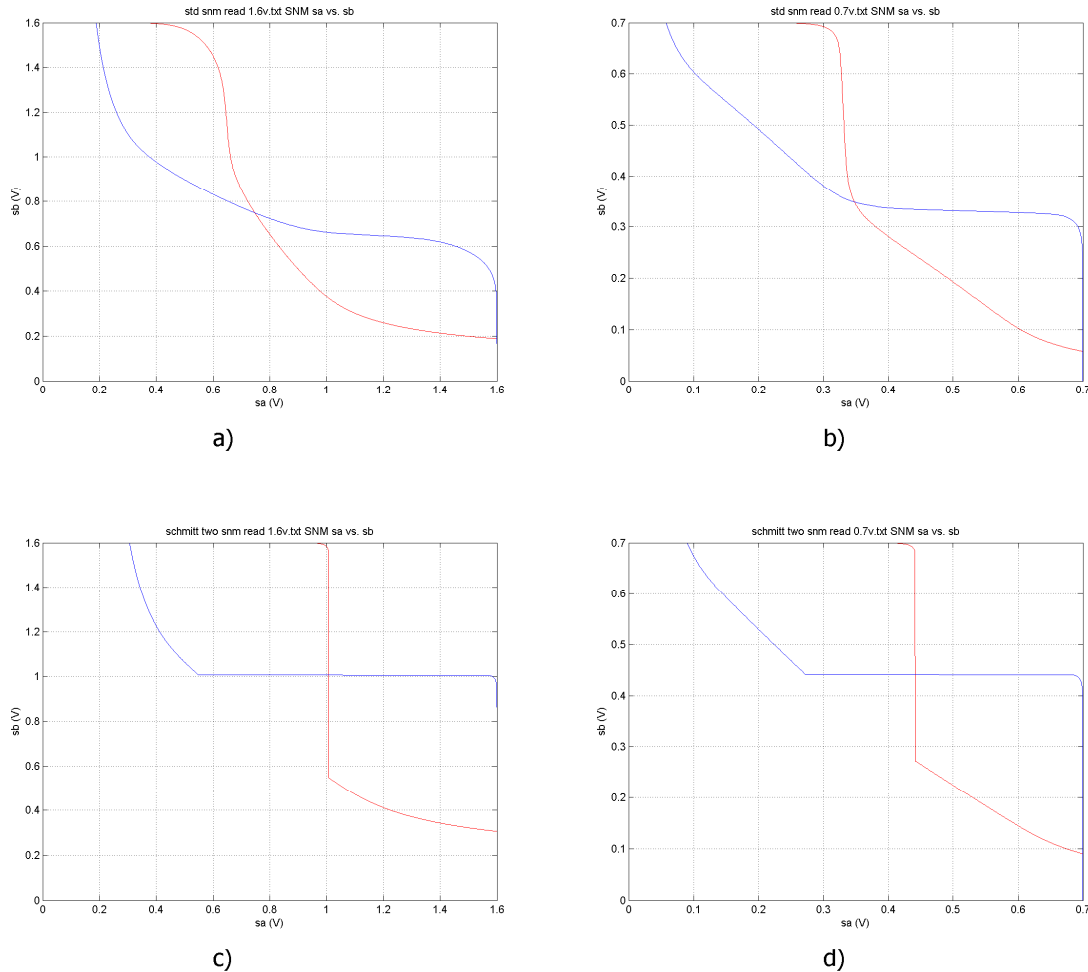 std snm read 1.6v.txt SNM sa vs. sb
1.6
1.4
1.2
1
0.8
0.6
0.4
0.2
0
sb (V)
0 0.2 0.4 0.6 0.8 1 1.2 1.4 1.6
sa (V)
a)
std snm read 0.7v.txt SNM sa vs. sb
0.7
0.6
0.5
0.4
0.3
0.2
0.1
0
sb (V)
0 0.1 0.2 0.3 0.4 0.5 0.6 0.7
sa (V)
b)
schmitt two snm read 1.6v.txt SNM sa vs. sb
1.6
1.4
1.2
1
0.8
0.6
0.4
0.2
0
sb (V)
0 0.2 0.4 0.6 0.8 1 1.2 1.4 1.6
sa (V)
c)
schmitt two snm read 0.7v.txt SNM sa vs. sb
0.7
0.6
0.5
0.4
0.3
0.2
0.1
0
sb (V)
0 0.1 0.2 0.3 0.4 0.5 0.6 0.7
sa (V)
d)